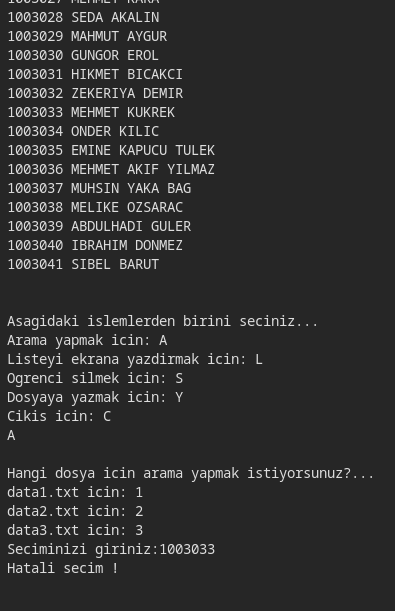 1003027 MEHMET KARA
1003028 SEDA AKALIN
1003029 MAHMUT AYGUR
1003030 GUNGOR EROL
1003031 HIKMET BICAKCI
1003032 ZEKERIYA DEMIR
1003033 MEHMET KUKREK
1003034 ONDER KILIC
1003035 EMINE KAPUCU TULEK
1003036 MEHMET AKIF YILMAZ
1003037 MUHSIN YAKA BAG
1003038 MELIKE OZSARAC
1003039 ABDULHADI GULER
1003040 IBRAHIM DONMEZ
1003041 SIBEL BARUT
Asagidaki islemlerden birini seciniz...
Arama yapmak icin: A
Listeyi ekrana yazdirmak icin: L
Ogrenci silmek icin: S
Dosyaya yazmak icin: Y
Cikis icin: C
A
Hangi dosya icin arama yapmak istiyorsunuz?...
data1.txt icin: 1
data2.txt icin: 2
data3.txt icin: 3
Seciminizi giriniz:1003033
Hatali secim !